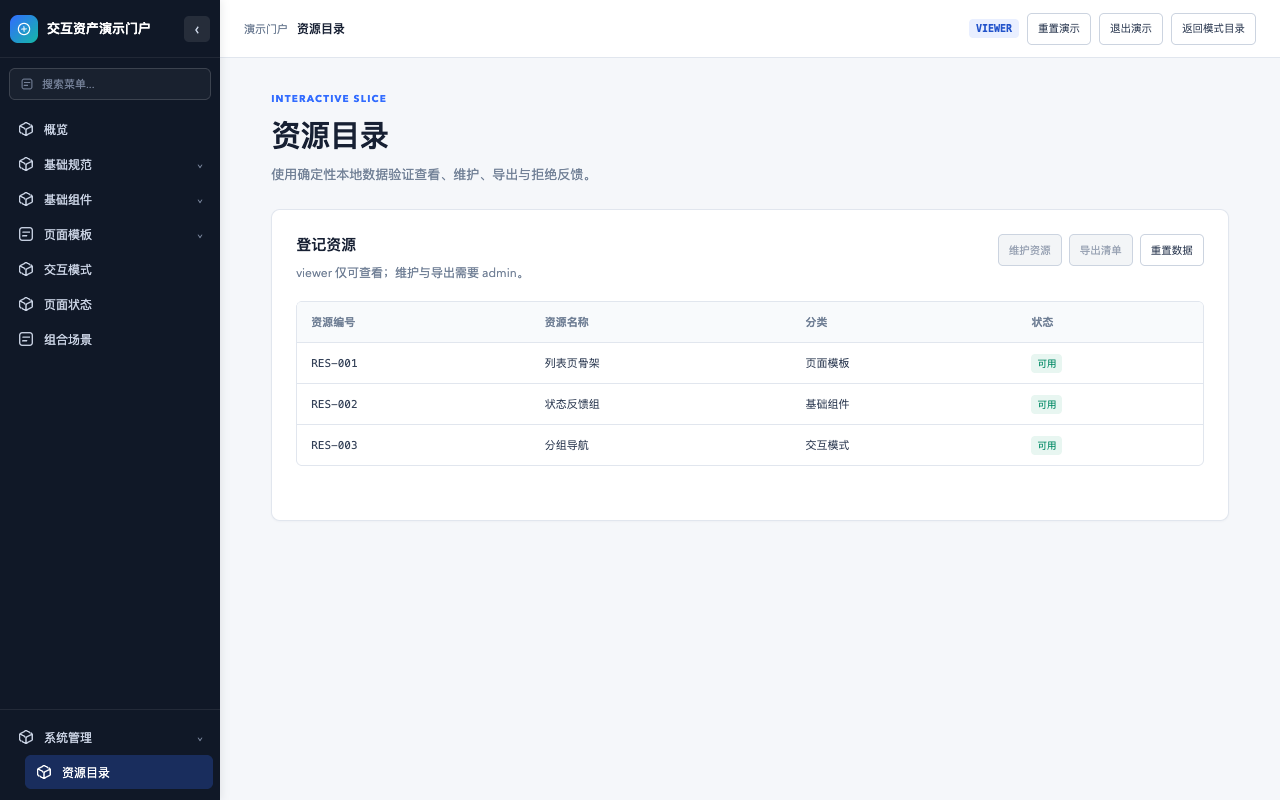 交互资产演示门户
‹
搜索菜单...
概览
基础规范
基础组件
页面模板
交互模式
页面状态
组合场景
系统管理
资源目录
演示门户 资源目录
VIEWER 重置演示 退出演示 返回模式目录
INTERACTIVE SLICE
资源目录
使用确定性本地数据验证查看、维护、导出与拒绝反馈。
登记资源
viewer 仅可查看；维护与导出需要 admin。
维护资源 导出清单 重置数据
资源编号 资源名称 分类 状态
RES-001 列表页骨架 页面模板 可用
RES-002 状态反馈组 基础组件 可用
RES-003 分组导航 交互模式 可用